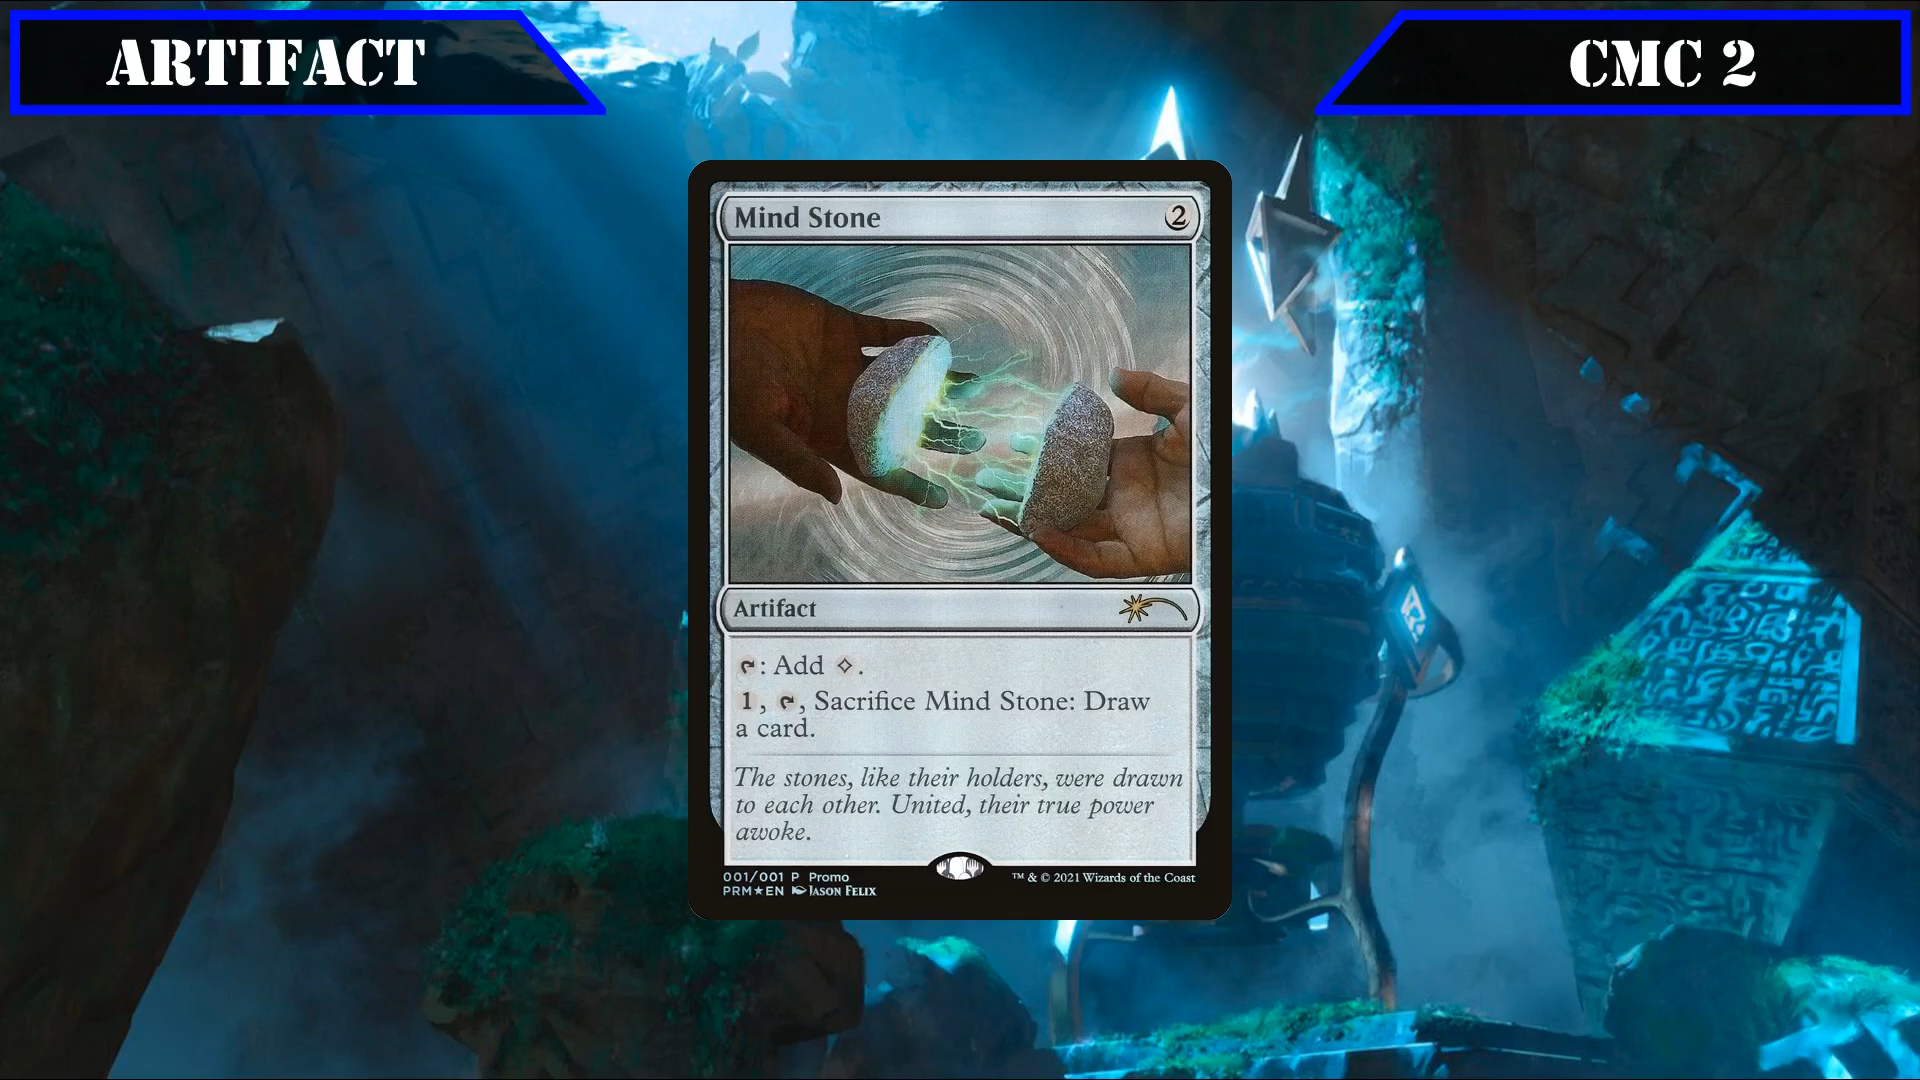 ARTIFACT
CMC 2
Mind Stone 2
Artifact
: Add .
1, , Sacrifice Mind Stone: Draw
a card.
The stones, like their holders, were drawn
to each other. United, their true power
awoke.
001/001 P Promo
PRM★EN Jason Felix
™ & © 2021 Wizards of the Coast